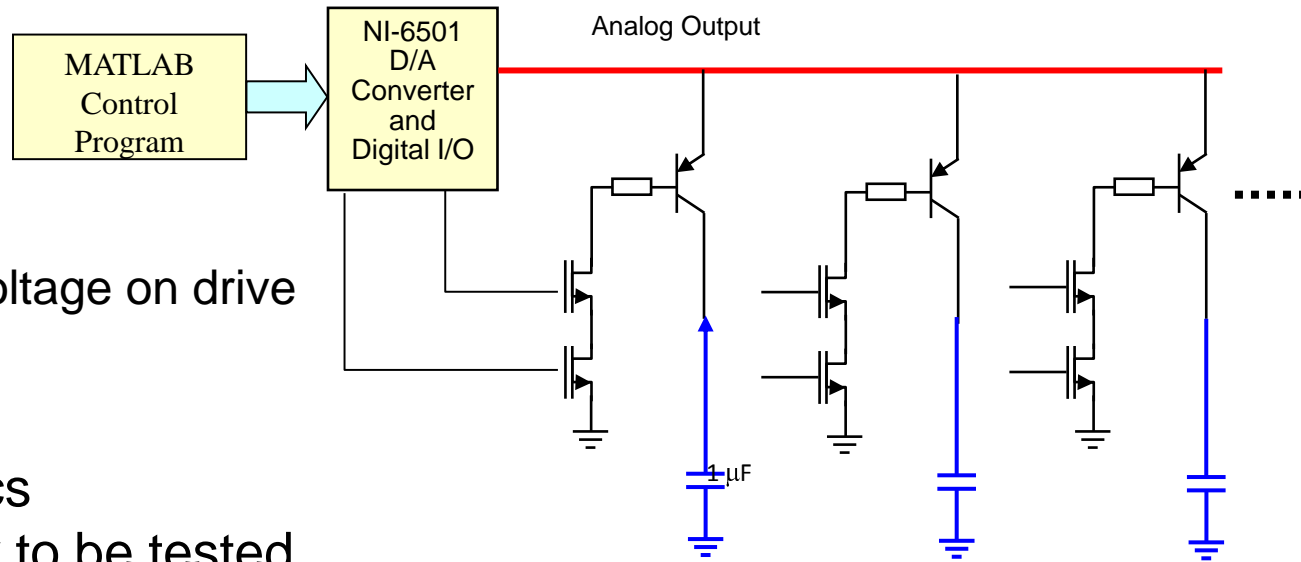 MATLAB
Control
Program
NI-6501
D/A
Converter
and
Digital I/O
Analog Output
oltage on drive
1 μF
cs
to be tested